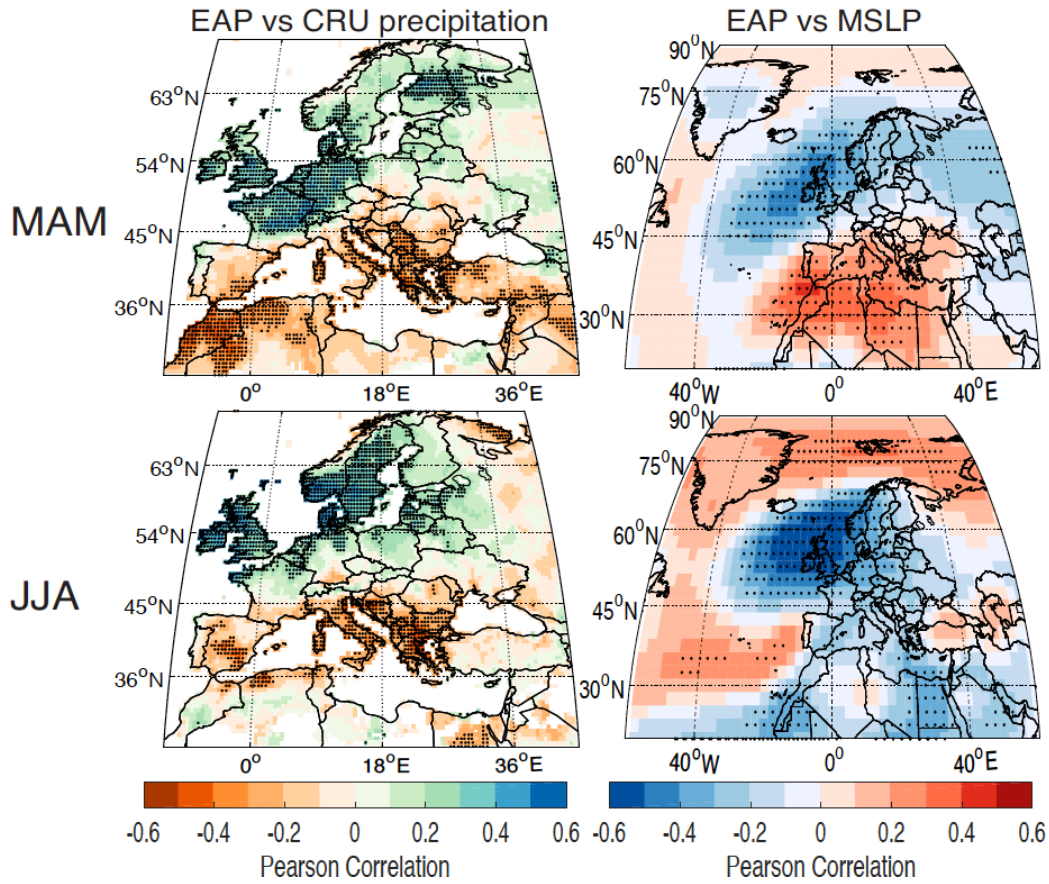 EAP vs CRU precipitation
EAP vs MSLP
MAM
63°N
54°N
45°N
36°N
0° 18°E 36°E
90°N
75°N
60°N
45°N
30°N
40°W 0° 40°E
JJA
63°N
54°N
45°N
36°N
0° 18°E 36°E
90°N
75°N
60°N
45°N
30°N
40°W 0° 40°E
-0.6 -0.4 -0.2 0 0.2 0.4 0.6
Pearson Correlation
-0.6 -0.4 -0.2 0 0.2 0.4 0.6
Pearson Correlation